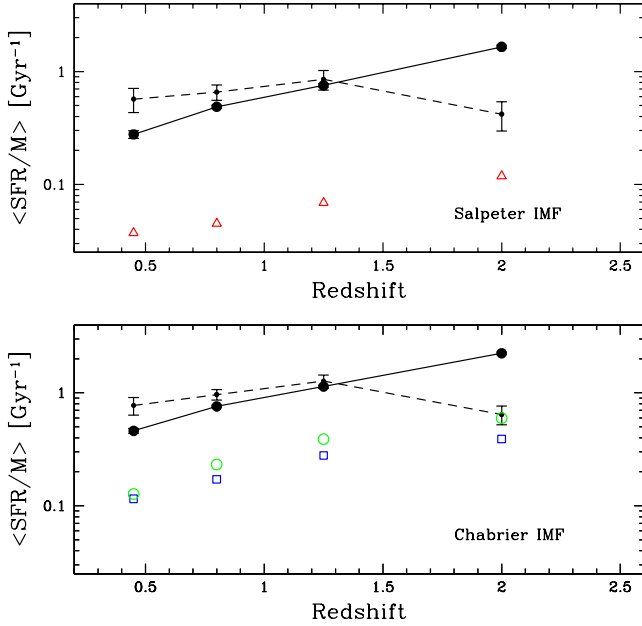 <SFR/M> [Gyr⁻¹]
1
0.1
Salpeter IMF
0.5 1 1.5 2 2.5
Redshift
<SFR/M> [Gyr⁻¹]
1
0.1
Chabrier IMF
0.5 1 1.5 2 2.5
Redshift